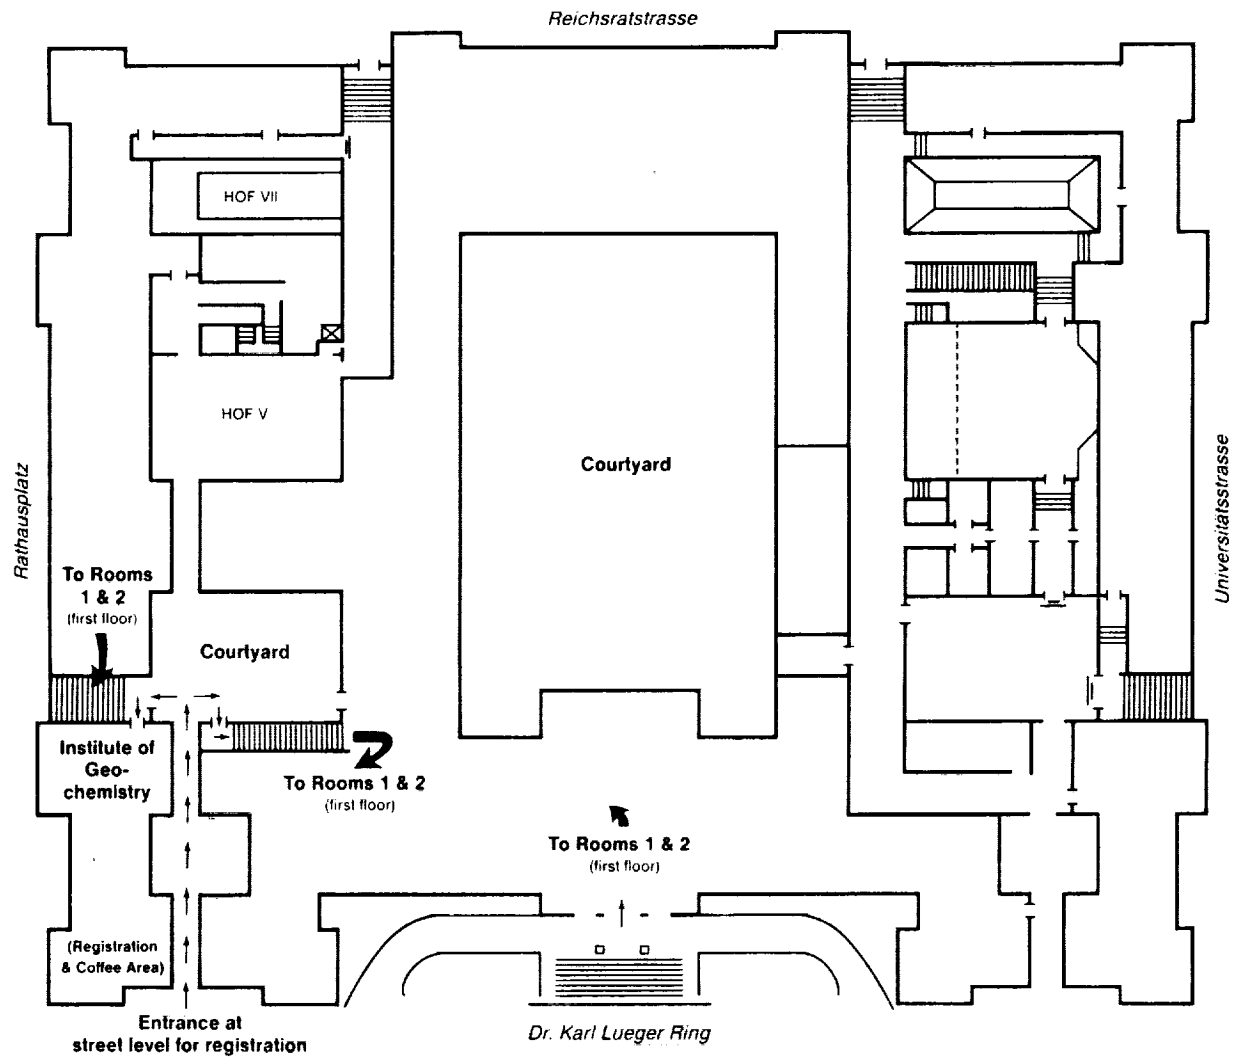 Reichsratstrasse
HOF VII
HOF V
Rathausplatz
Courtyard
Universitätsstrasse
To Rooms
1 & 2
(first floor)
Courtyard
Institute of
Geo-
chemistry
To Rooms 1 & 2
(first floor)
To Rooms 1 & 2
(first floor)
(Registration
& Coffee Area)
Entrance at
street level for registration
Dr. Karl Lueger Ring